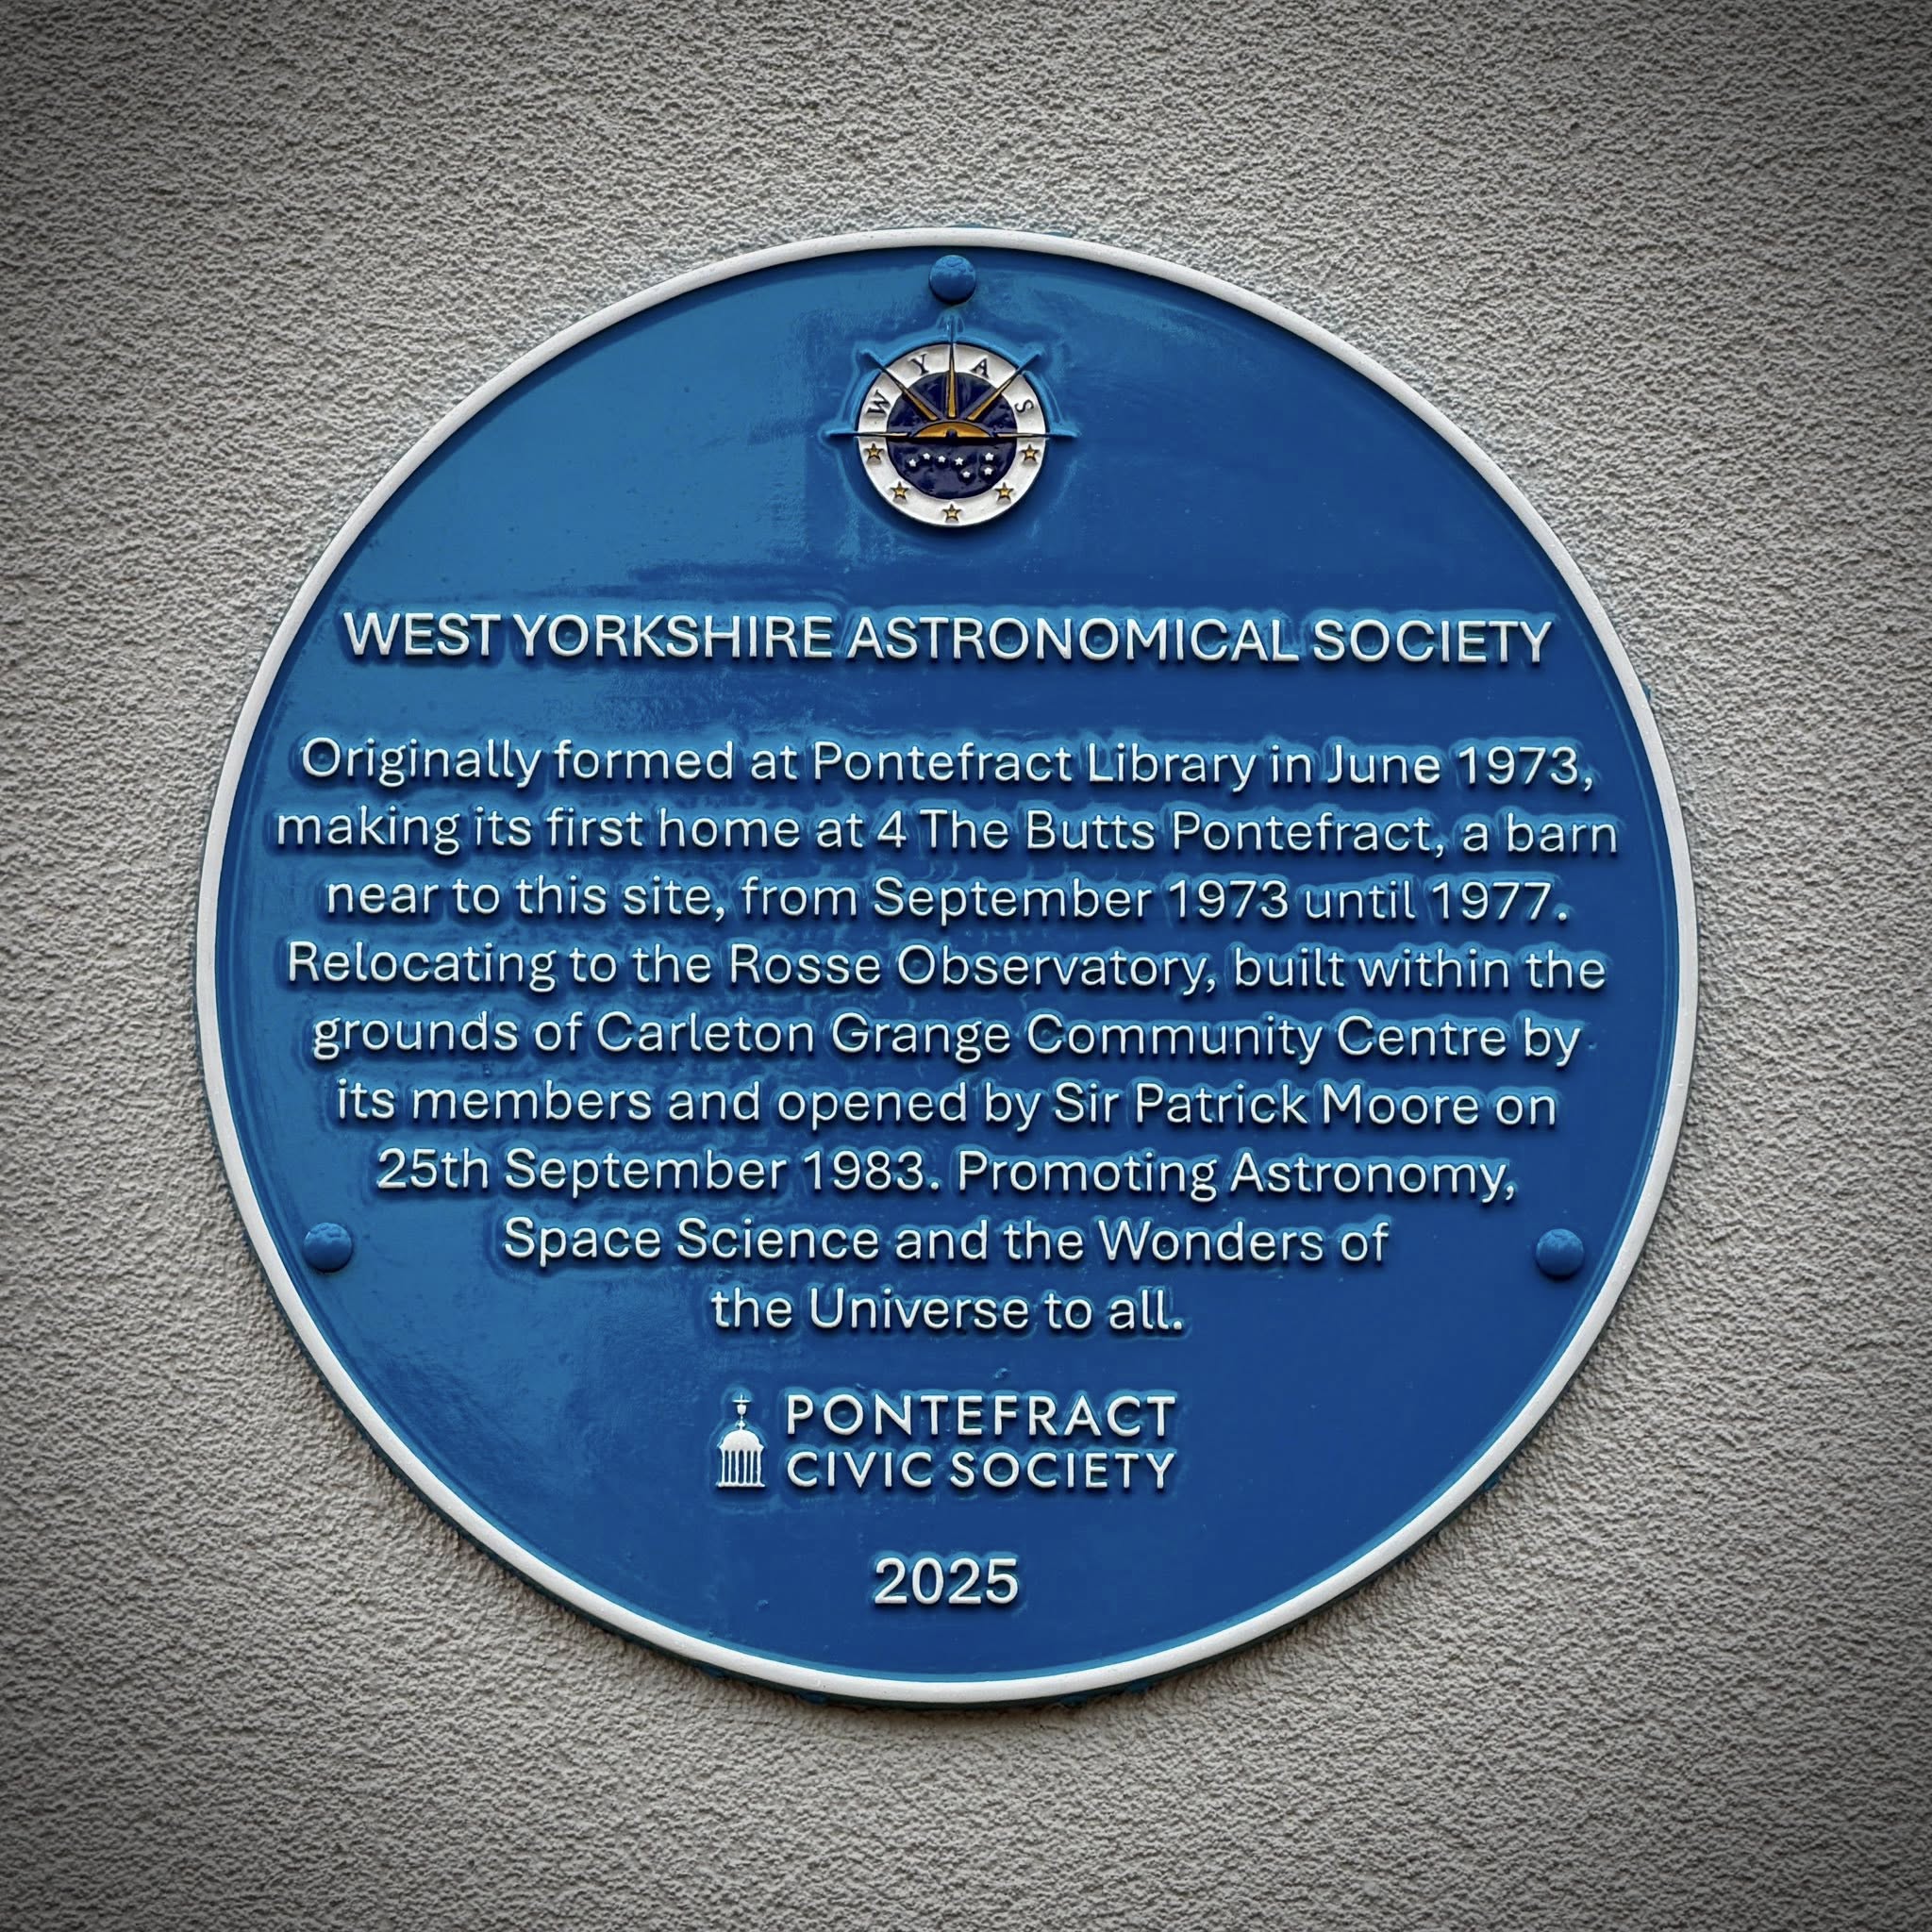 W Y A S
WEST YORKSHIRE ASTRONOMICAL SOCIETY
Originally formed at Pontefract Library in June 1973,
making its first home at 4 The Butts Pontefract, a barn
near to this site, from September 1973 until 1977.
Relocating to the Rosse Observatory, built within the
grounds of Carleton Grange Community Centre by
its members and opened by Sir Patrick Moore on
25th September 1983. Promoting Astronomy,
Space Science and the Wonders of
the Universe to all.
PONTEFRACT
CIVIC SOCIETY
2025